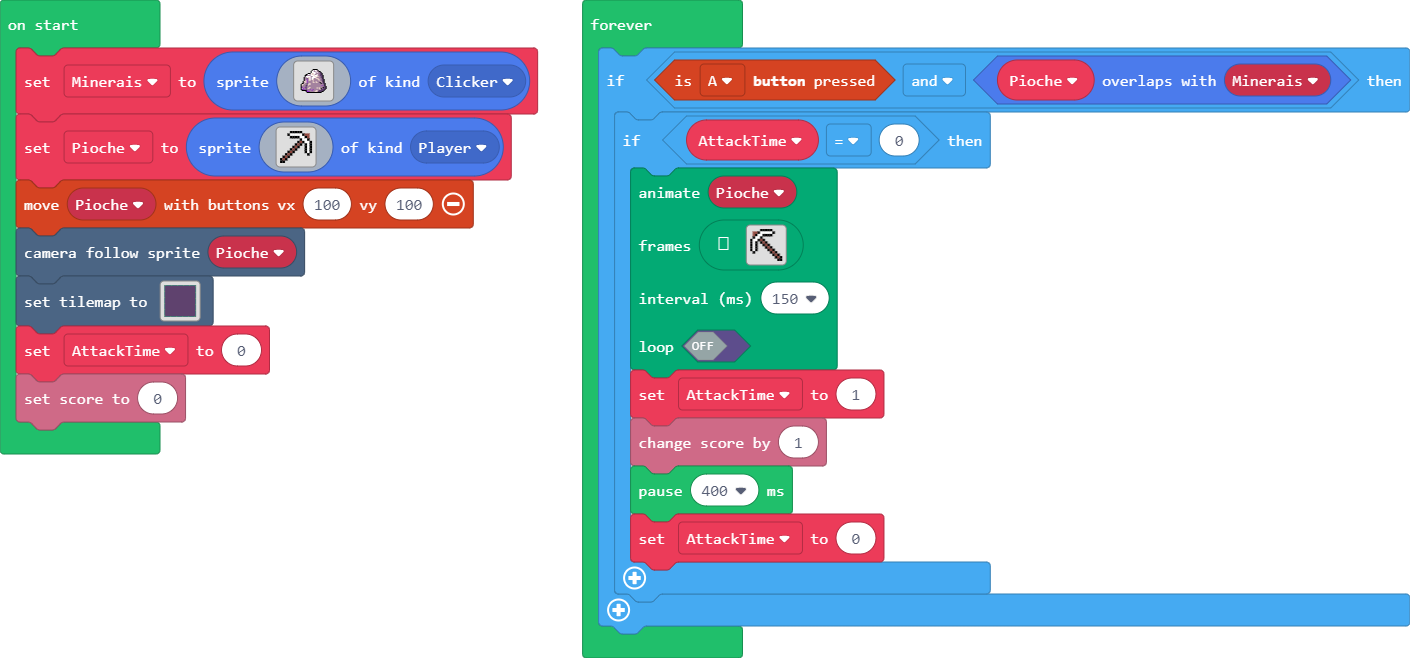 on start
set Minerais to sprite of kind Clicker
set Pioche to sprite of kind Player
move Pioche with buttons vx 100 vy 100
camera follow sprite Pioche
set tilemap to
set AttackTime to 0
set score to 0
forever
if is A button pressed and Pioche overlaps with Minerais then
if AttackTime = 0 then
animate Pioche
frames
interval (ms) 150
loop OFF
set AttackTime to 1
change score by 1
pause 400 ms
set AttackTime to 0